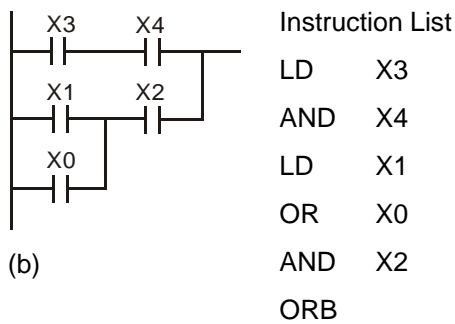 X3 X4
X1 X2
X0
(b)
Instruction List
LD X3
AND X4
LD X1
OR X0
AND X2
ORB